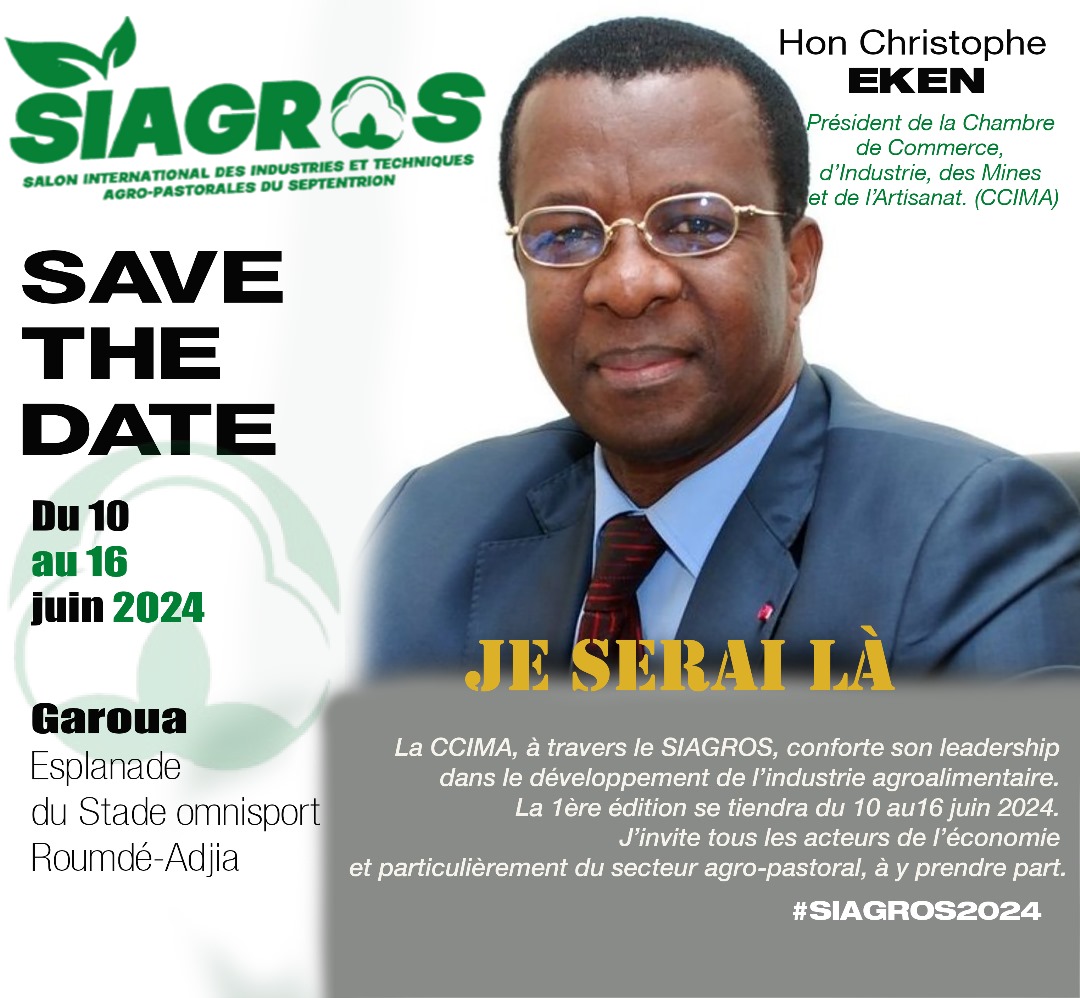 SIAGROS
SALON INTERNATIONAL DES INDUSTRIES ET TECHNIQUES
AGRO-PASTORALES DU SEPTENTRION
Hon Christophe
EKEN
Président de la Chambre
de Commerce,
d'Industrie, des Mines
et de l'Artisanat. (CCIMA)
SAVE
THE
DATE
Du 10
au 16
juin 2024
Garoua
Esplanade
du Stade omnisport
Roumdé-Adjia
JE SERAI LÀ
La CCIMA, à travers le SIAGROS, conforte son leadership
dans le développement de l'industrie agroalimentaire.
La 1ère édition se tiendra du 10 au16 juin 2024.
J'invite tous les acteurs de l'économie
et particulièrement du secteur agro-pastoral, à y prendre part.
#SIAGROS2024